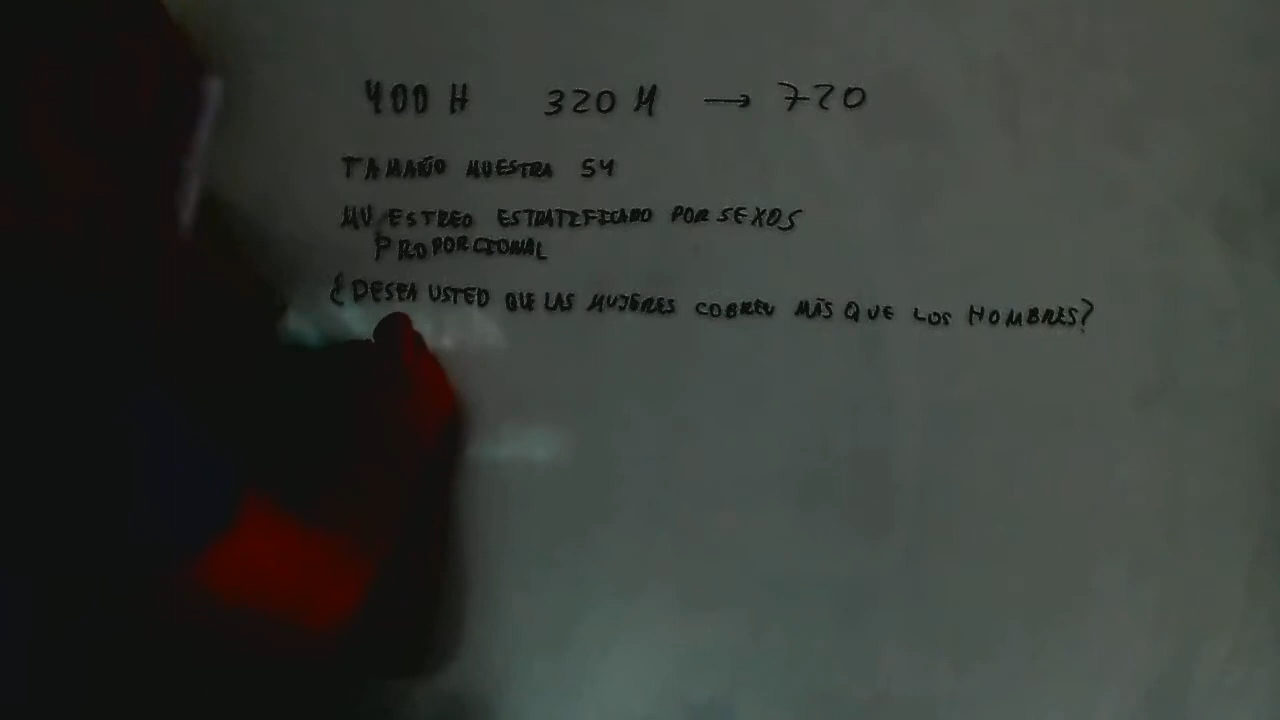 400 H 320 M → 720
TAMAÑO MUESTRA 54
MUESTREO ESTRATIFICADO POR SEXOS
PROPORCIONAL
¿DESEA USTED QUE LAS MUJERES COBREN MÁS QUE LOS HOMBRES?